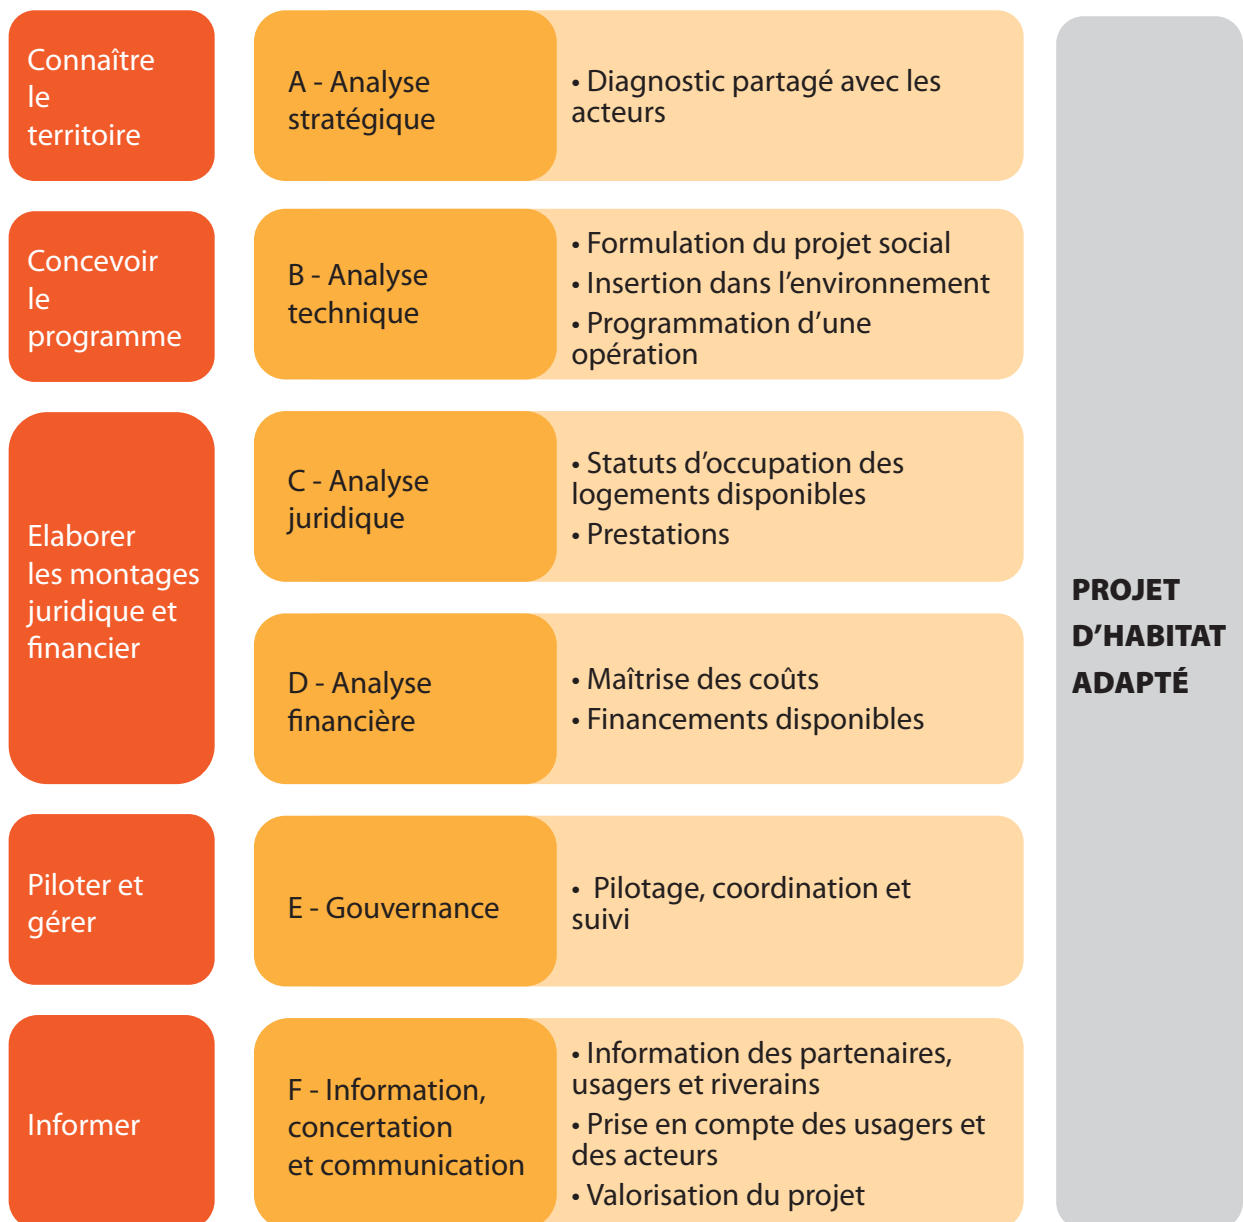 Connaître
le
territoire
A - Analyse
stratégique
• Diagnostic partagé avec les
acteurs
Concevoir
le
programme
B - Analyse
technique
• Formulation du projet social
• Insertion dans l’environnement
• Programmation d’une
opération
Elaborer
les montages
juridique et
financier
C - Analyse
juridique
• Statuts d’occupation des
logements disponibles
• Prestations
D - Analyse
financière
• Maîtrise des coûts
• Financements disponibles
Piloter et
gérer
E - Gouvernance
• Pilotage, coordination et
suivi
Informer
F - Information,
concertation
et communication
• Information des partenaires,
usagers et riverains
• Prise en compte des usagers et
des acteurs
• Valorisation du projet
PROJET
D’HABITAT
ADAPTÉ